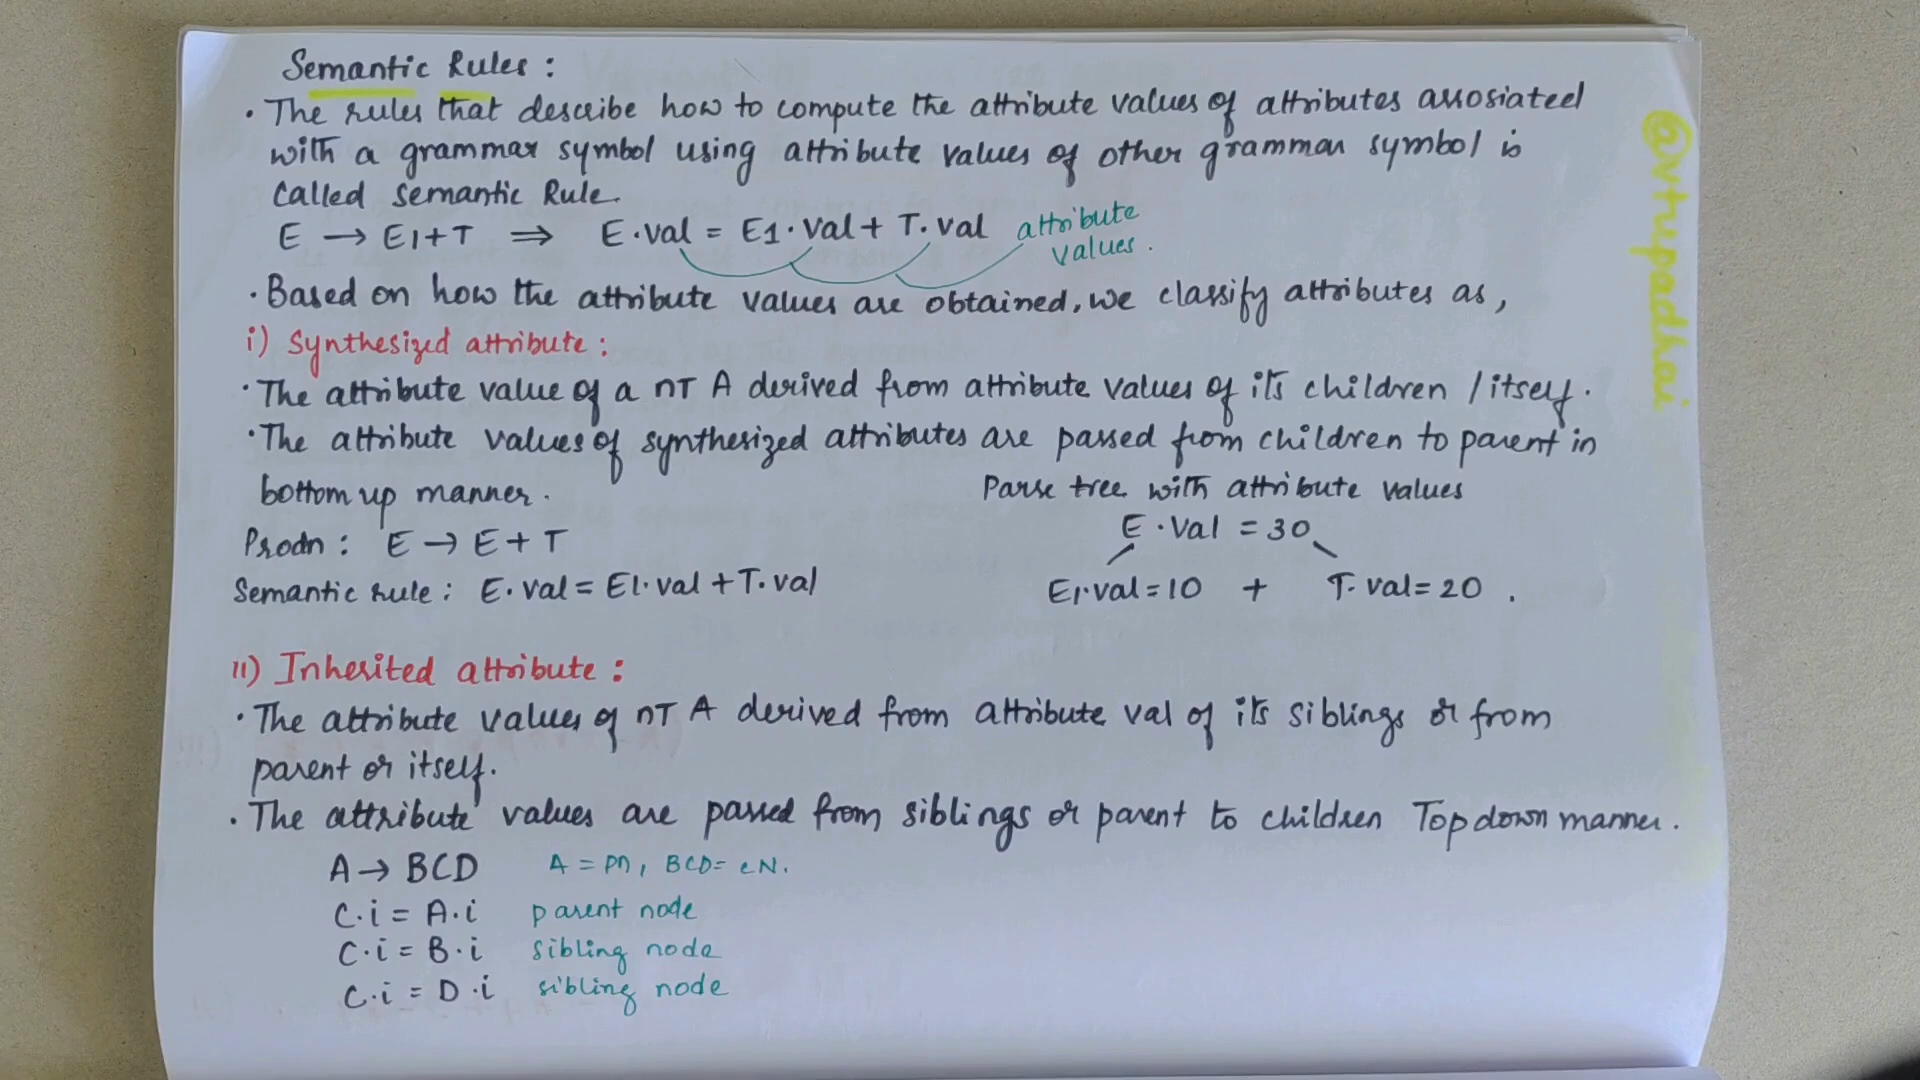 Semantic Rules :
• The rules that describe how to compute the attribute values of attributes assosiated
with a grammar symbol using attribute values of other grammar symbol is
Called Semantic Rule.
E → E1+T ⇒ E.val = E1.val + T.val attribute
values.
• Based on how the attribute values are obtained, we classify attributes as,
i) Synthesized attribute :
• The attribute value of a nT A derived from attribute values of it's children / itself.
• The attribute values of synthesized attributes are passed from children to parent in
bottom up manner.
Parse tree with attribute values
Prodn : E → E + T
E.val = 30
Semantic rule : E.val = E1.val + T.val
E1.val = 10 + T.val = 20 .
ii) Inherited attribute :
• The attribute values of nT A derived from attribute val of it's siblings or from
parent or itself.
• The attribute values are passed from siblings or parent to children Top down manner.
A → BCD A = PN, BCD = CN.
C.i = A.i parent node
C.i = B.i sibling node
C.i = D.i sibling node
@vtupadhai